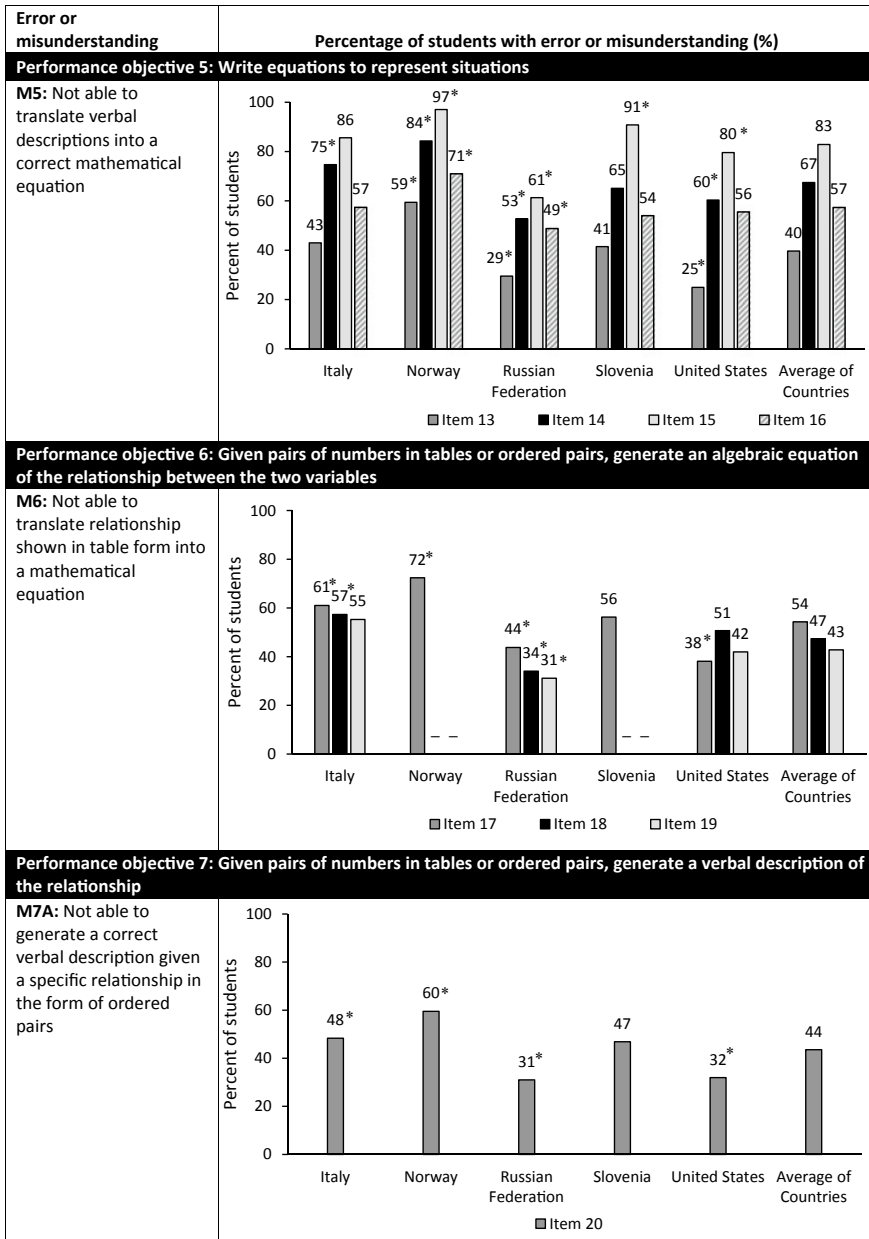 Error or
misunderstanding
Percentage of students with error or misunderstanding (%)
Performance objective 5: Write equations to represent situations
M5: Not able to
translate verbal
descriptions into a
correct mathematical
equation
Percent of students
100
80
60
40
20
0
43 75* 86 57
59* 84* 97* 71*
29* 53* 61* 49*
41 65 91* 54
25* 60* 80* 56
40 67 83 57
Italy Norway Russian Federation Slovenia United States Average of Countries
Item 13 Item 14 Item 15 Item 16
Performance objective 6: Given pairs of numbers in tables or ordered pairs, generate an algebraic equation
of the relationship between the two variables
M6: Not able to
translate relationship
shown in table form into
a mathematical
equation
Percent of students
100
80
60
40
20
0
61* 57* 55
72* – –
44* 34* 31*
56 – –
38* 51 42
54 47 43
Italy Norway Russian Federation Slovenia United States Average of Countries
Item 17 Item 18 Item 19
Performance objective 7: Given pairs of numbers in tables or ordered pairs, generate a verbal description of
the relationship
M7A: Not able to
generate a correct
verbal description given
a specific relationship in
the form of ordered
pairs
Percent of students
100
80
60
40
20
0
48* 60* 31* 47 32* 44
Italy Norway Russian Federation Slovenia United States Average of Countries
Item 20